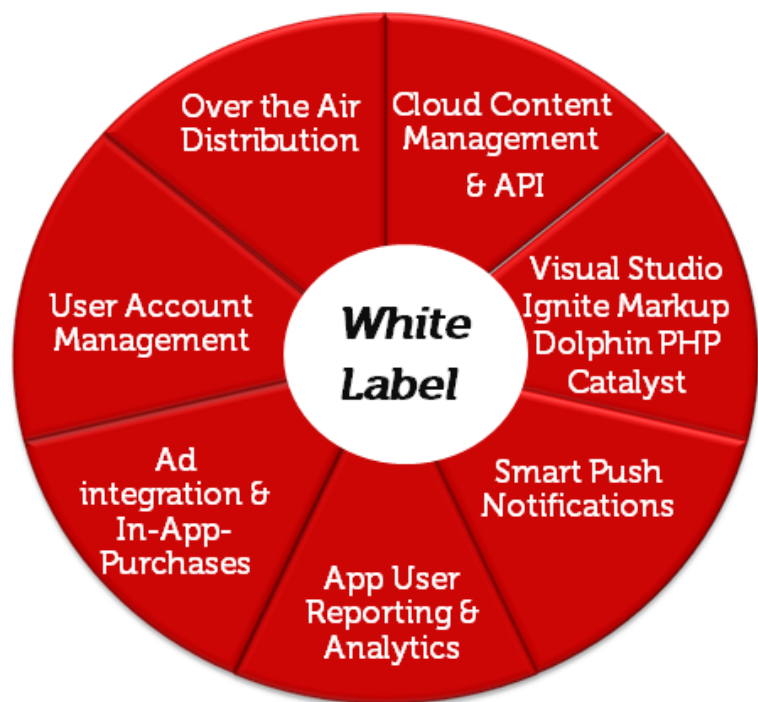 Over the Air
Distribution
Cloud Content
Management
& API
Visual Studio
Ignite Markup
Dolphin PHP
Catalyst
Smart Push
Notifications
App User
Reporting &
Analytics
Ad
integration &
In-App-
Purchases
User Account
Management
White
Label